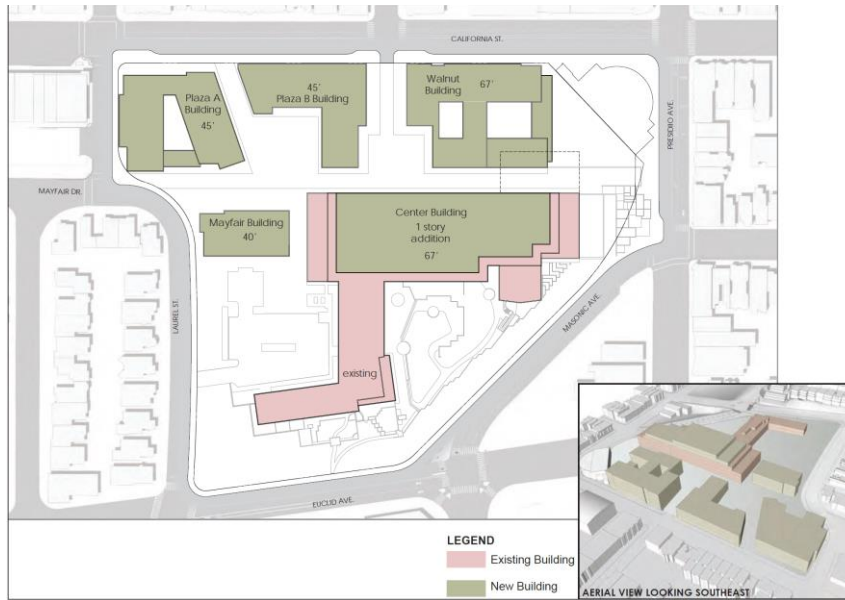 CALIFORNIA ST.
Plaza A
Building
45'
45'
Plaza B Building
Walnut
Building
67'
PRESIDIO AVE.
MAYFAIR DR.
Mayfair Building
40'
Center Building
1 story
addition
67'
LAUREL ST.
MASONIC AVE.
existing
EUCLID AVE.
LEGEND
Existing Building
New Building
AERIAL VIEW LOOKING SOUTHEAST